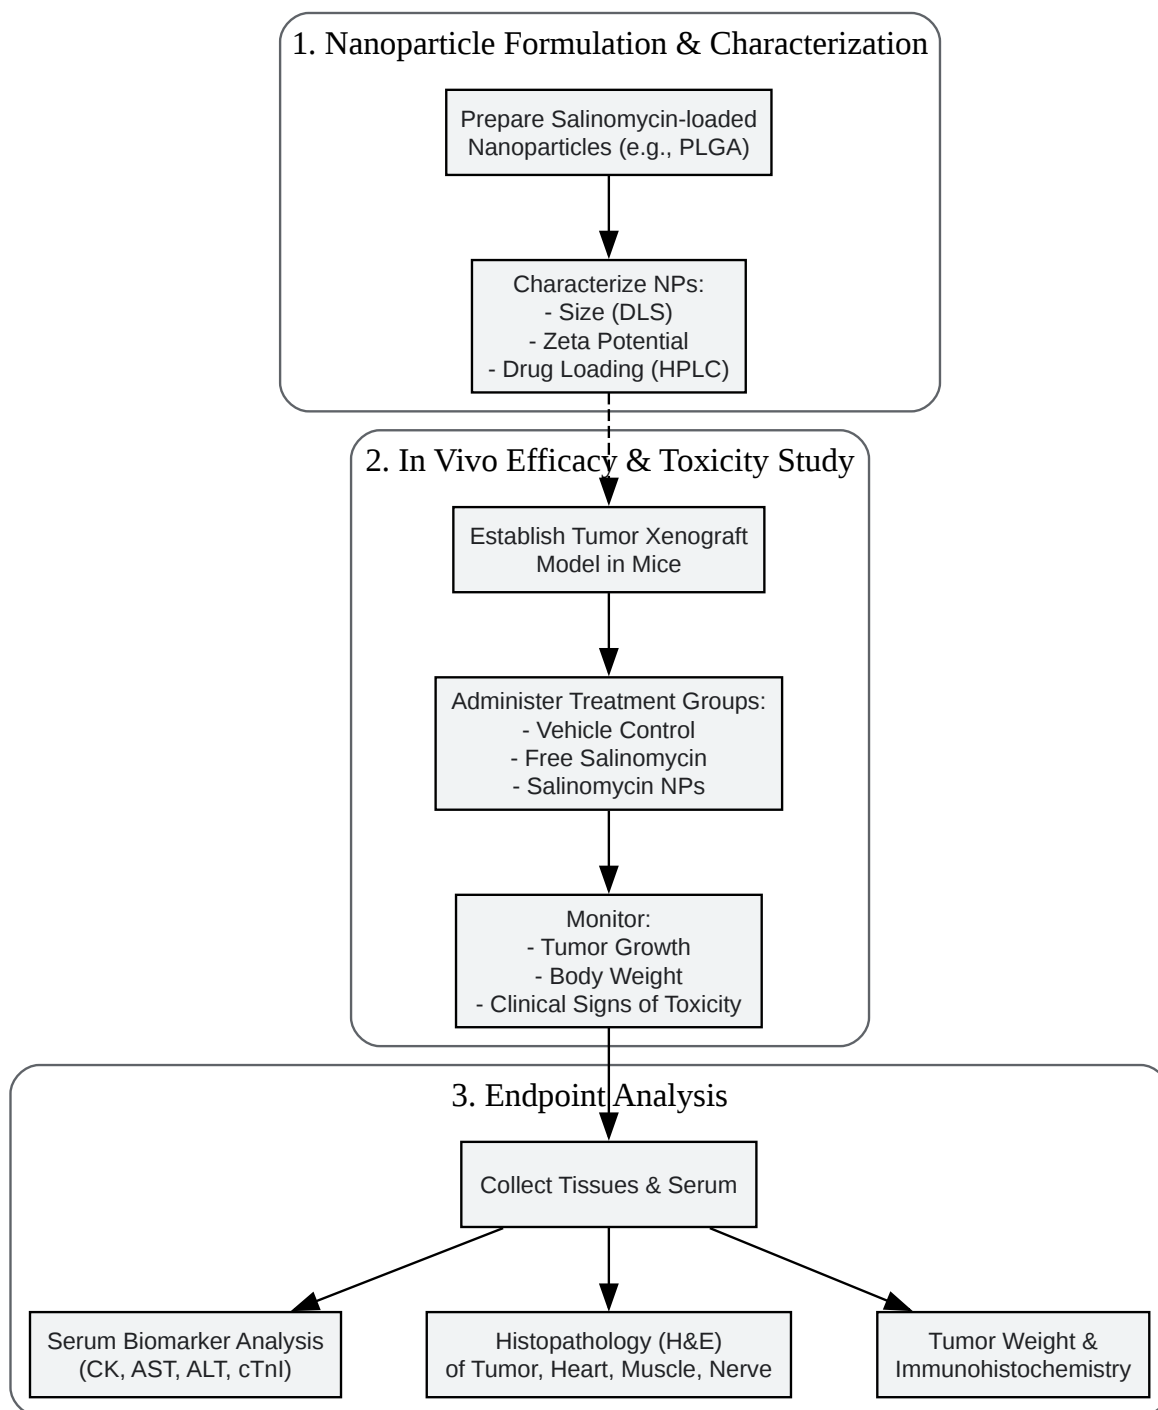 1. Nanoparticle Formulation & Characterization
Prepare Salinomycin-loaded
Nanoparticles (e.g., PLGA)
Characterize NPs:
- Size (DLS)
- Zeta Potential
- Drug Loading (HPLC)
2. In Vivo Efficacy & Toxicity Study
Establish Tumor Xenograft
Model in Mice
Administer Treatment Groups:
- Vehicle Control
- Free Salinomycin
- Salinomycin NPs
Monitor:
- Tumor Growth
- Body Weight
- Clinical Signs of Toxicity
3. Endpoint Analysis
Collect Tissues & Serum
Serum Biomarker Analysis
(CK, AST, ALT, cTnI)
Histopathology (H&E)
of Tumor, Heart, Muscle, Nerve
Tumor Weight &
Immunohistochemistry